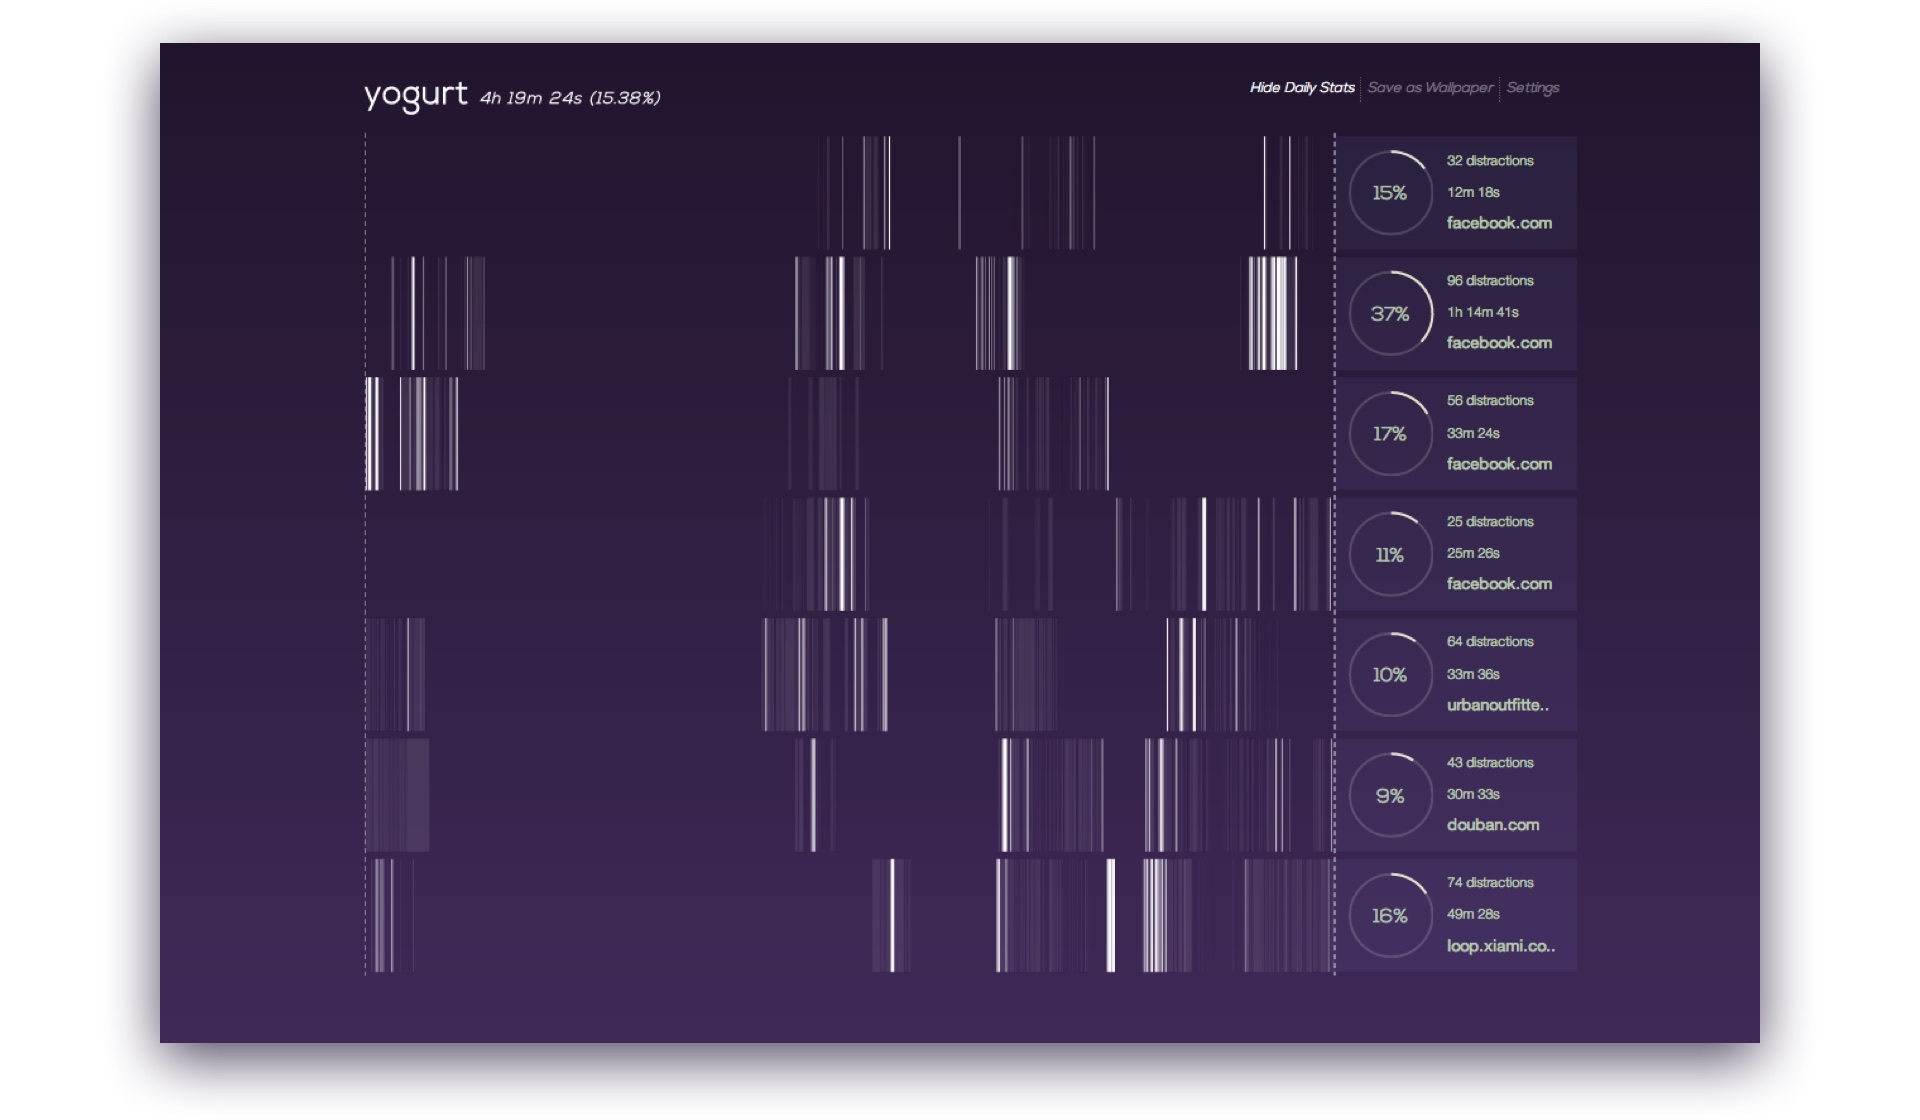 yogurt 4h 19m 24s (15.38%)
Hide Daily Stats Save as Wallpaper Settings
15%
32 distractions
12m 18s
facebook.com
37%
96 distractions
1h 14m 41s
facebook.com
17%
56 distractions
33m 24s
facebook.com
11%
25 distractions
25m 26s
facebook.com
10%
64 distractions
33m 36s
urbanoutfitte..
9%
43 distractions
30m 33s
douban.com
16%
74 distractions
49m 28s
loop.xiami.co..